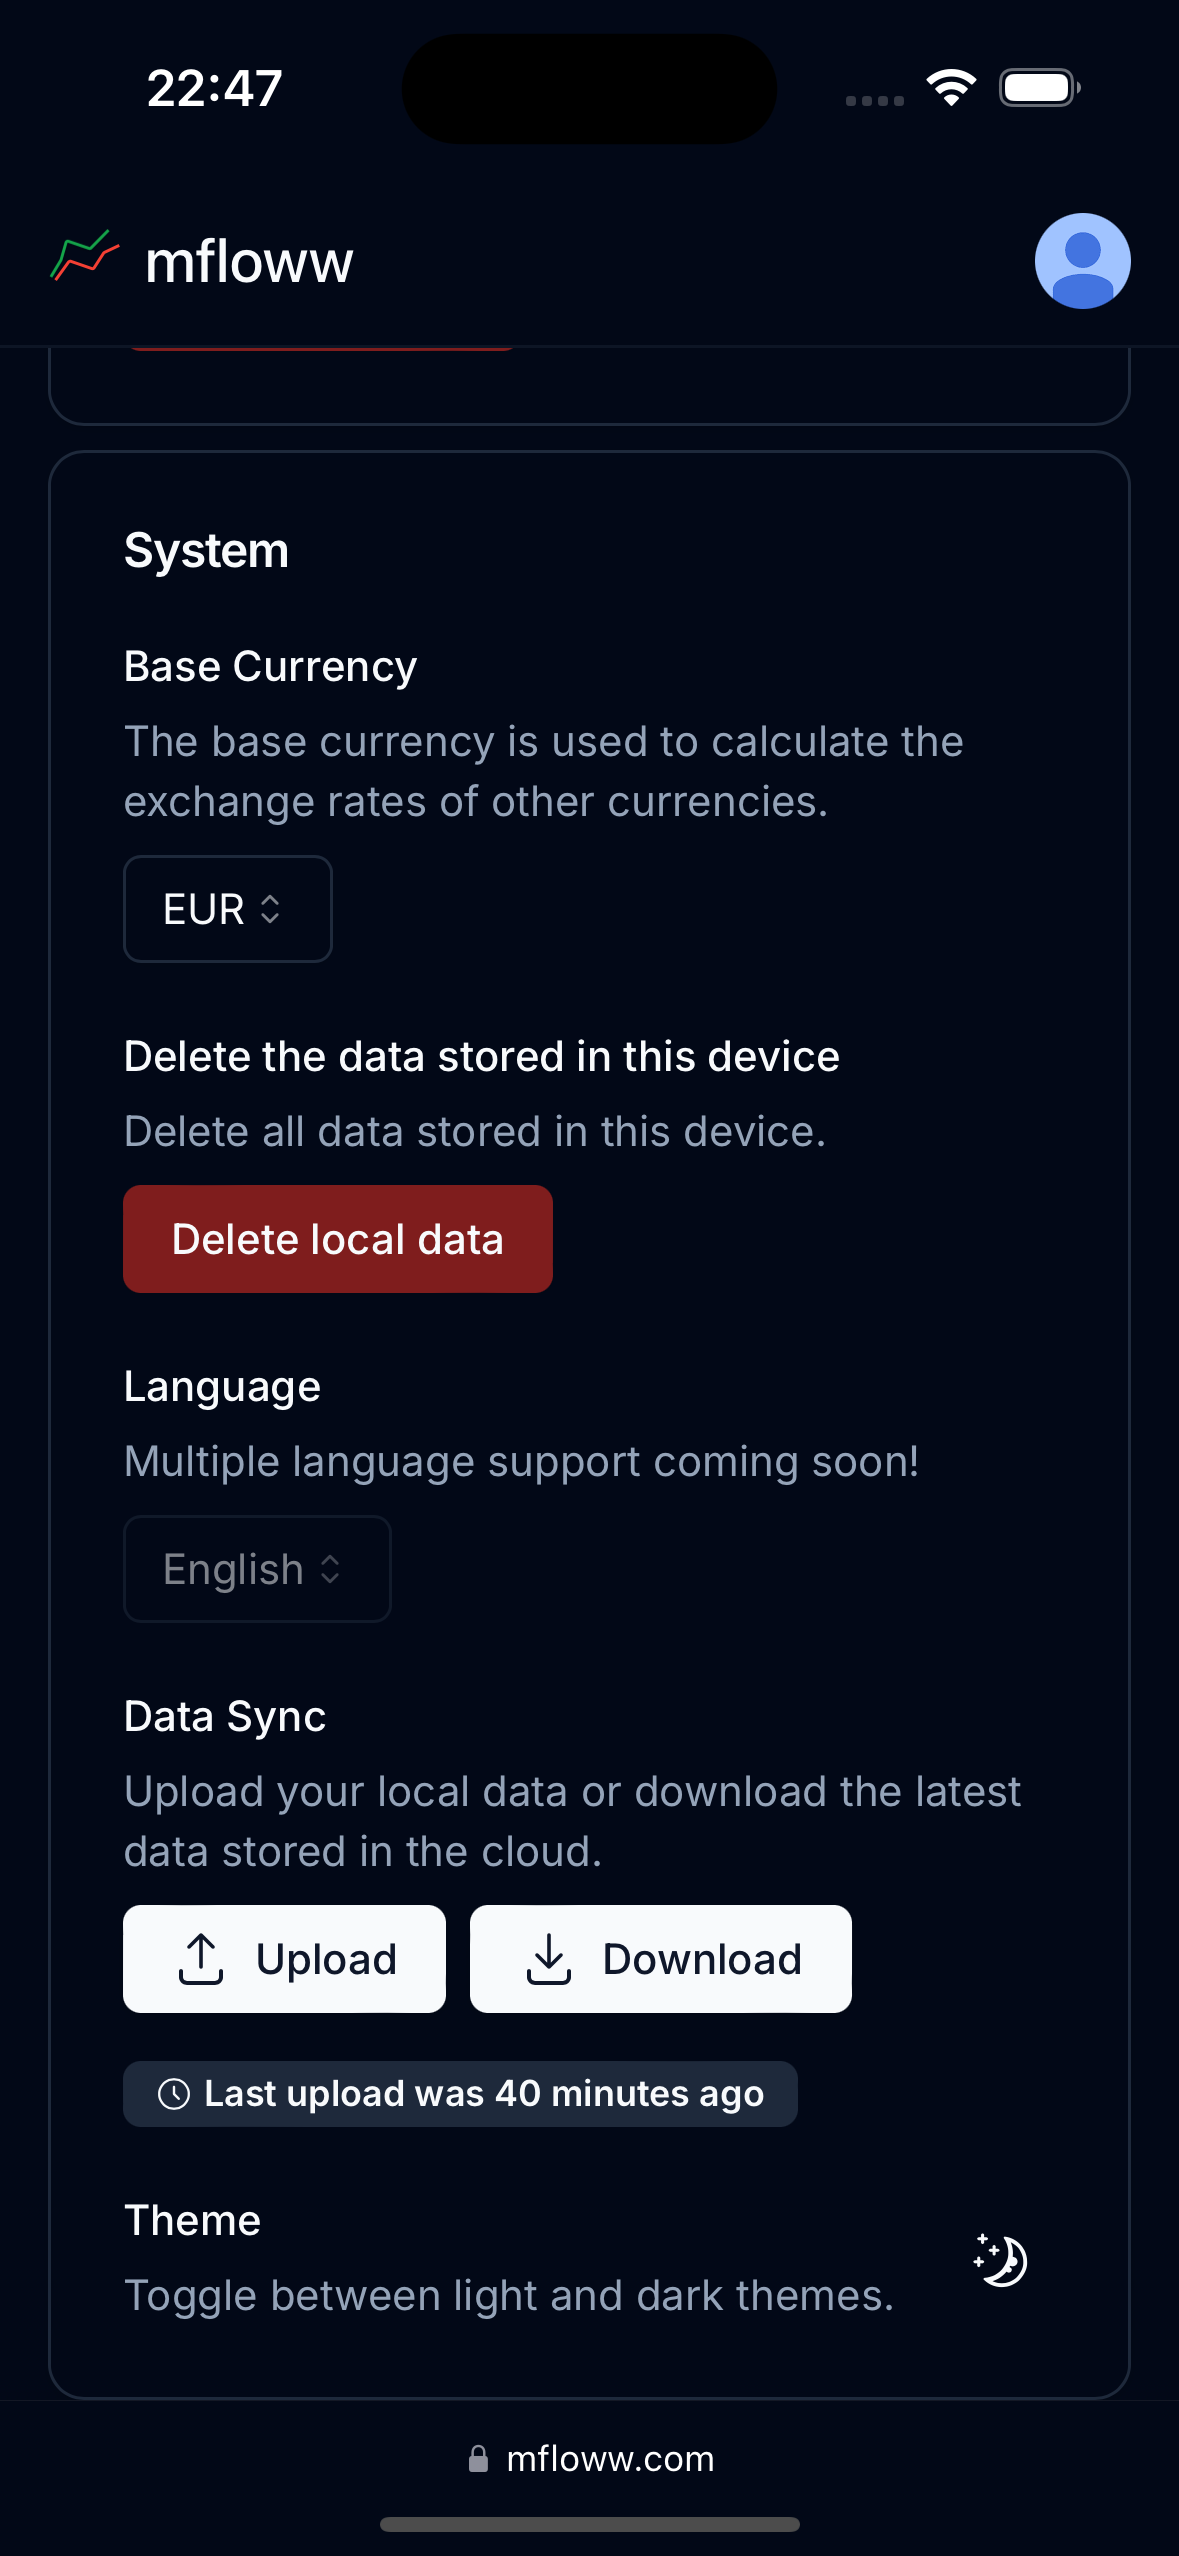 22:47
mfloww
System
Base Currency
The base currency is used to calculate the
exchange rates of other currencies.
EUR
Delete the data stored in this device
Delete all data stored in this device.
Delete local data
Language
Multiple language support coming soon!
English
Data Sync
Upload your local data or download the latest
data stored in the cloud.
Upload Download
Last upload was 40 minutes ago
Theme
Toggle between light and dark themes.
mfloww.com